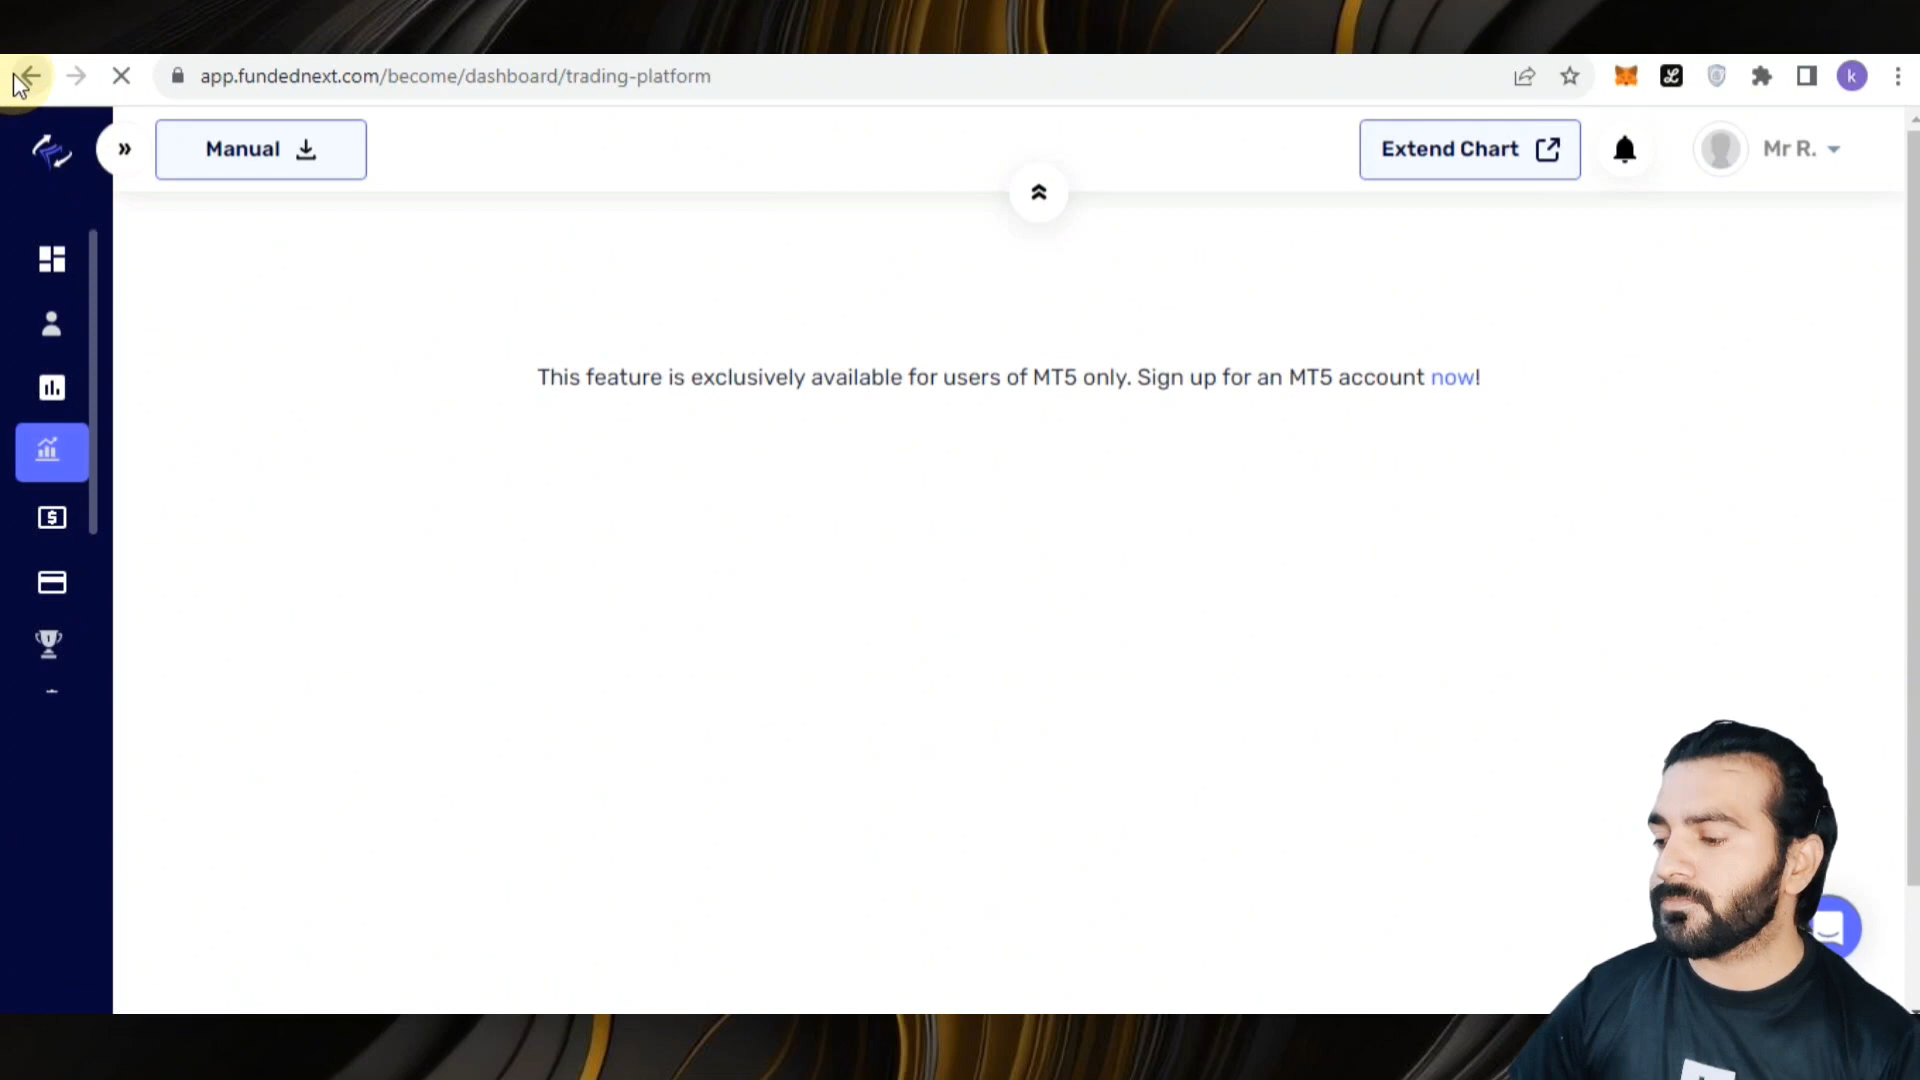 app.fundednext.com/become/dashboard/trading-platform
k
Manual
Extend Chart
Mr R.
This feature is exclusively available for users of MT5 only. Sign up for an MT5 account now!